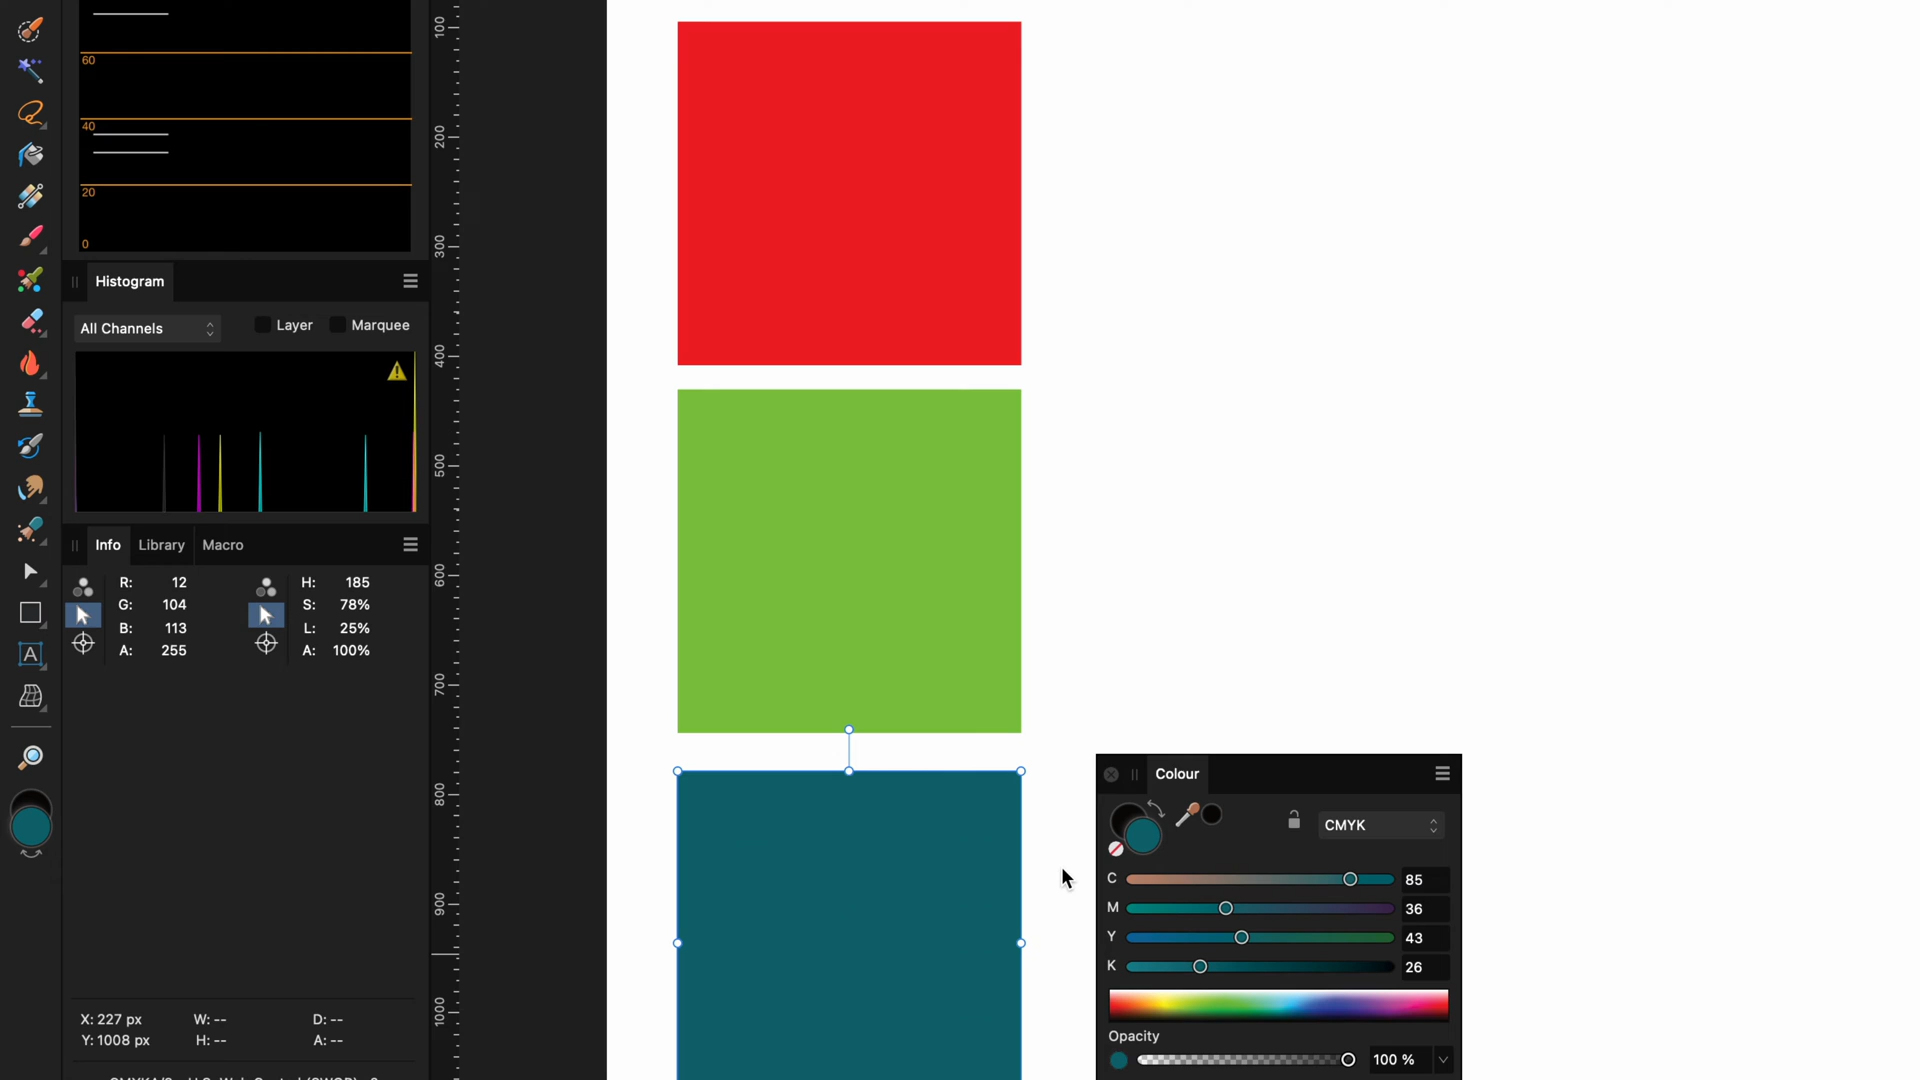 60
40
20
0
Histogram
All Channels
Layer
Marquee
Info
Library
Macro
R: 12
G: 104
B: 113
A: 255
H: 185
S: 78%
L: 25%
A: 100%
X: 227 px
W: --
D: --
Y: 1008 px
H: --
A: --
100
200
300
400
500
600
700
800
900
1000
A
Colour
CMYK
C 85
M 36
Y 43
K 26
Opacity
100 %